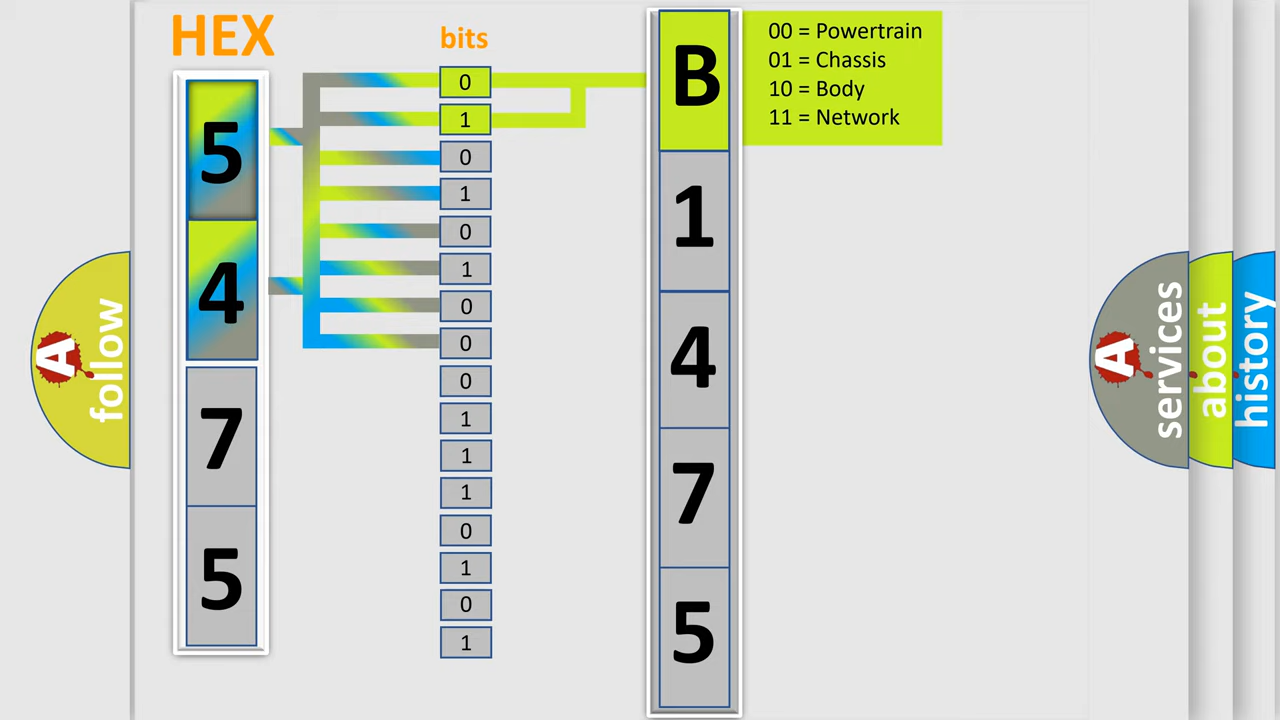 HEX
5
4
7
5
bits
0
1
0
1
0
1
0
0
0
1
1
1
0
1
0
1
B
1
4
7
5
00 = Powertrain
01 = Chassis
10 = Body
11 = Network
A
follow
A
services
about
history